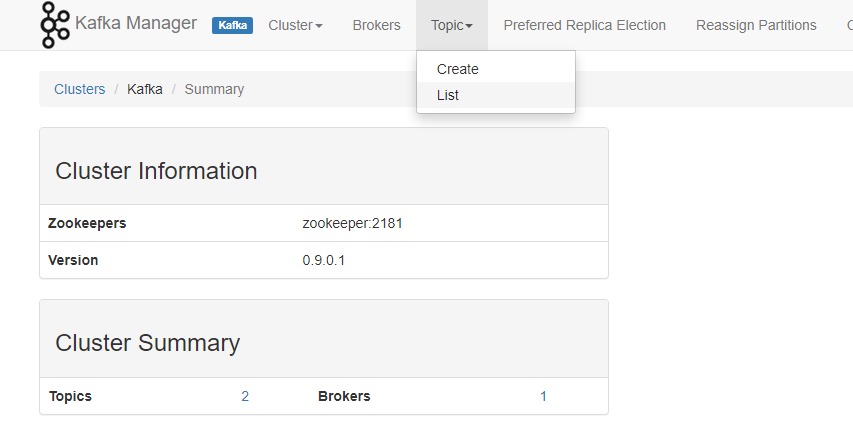 Kafka Manager Kafka Cluster Brokers Topic Preferred Replica Election Reassign Partitions
Create
List
Clusters / Kafka / Summary
Cluster Information
Zookeepers zookeeper:2181
Version 0.9.0.1
Cluster Summary
Topics 2 Brokers 1